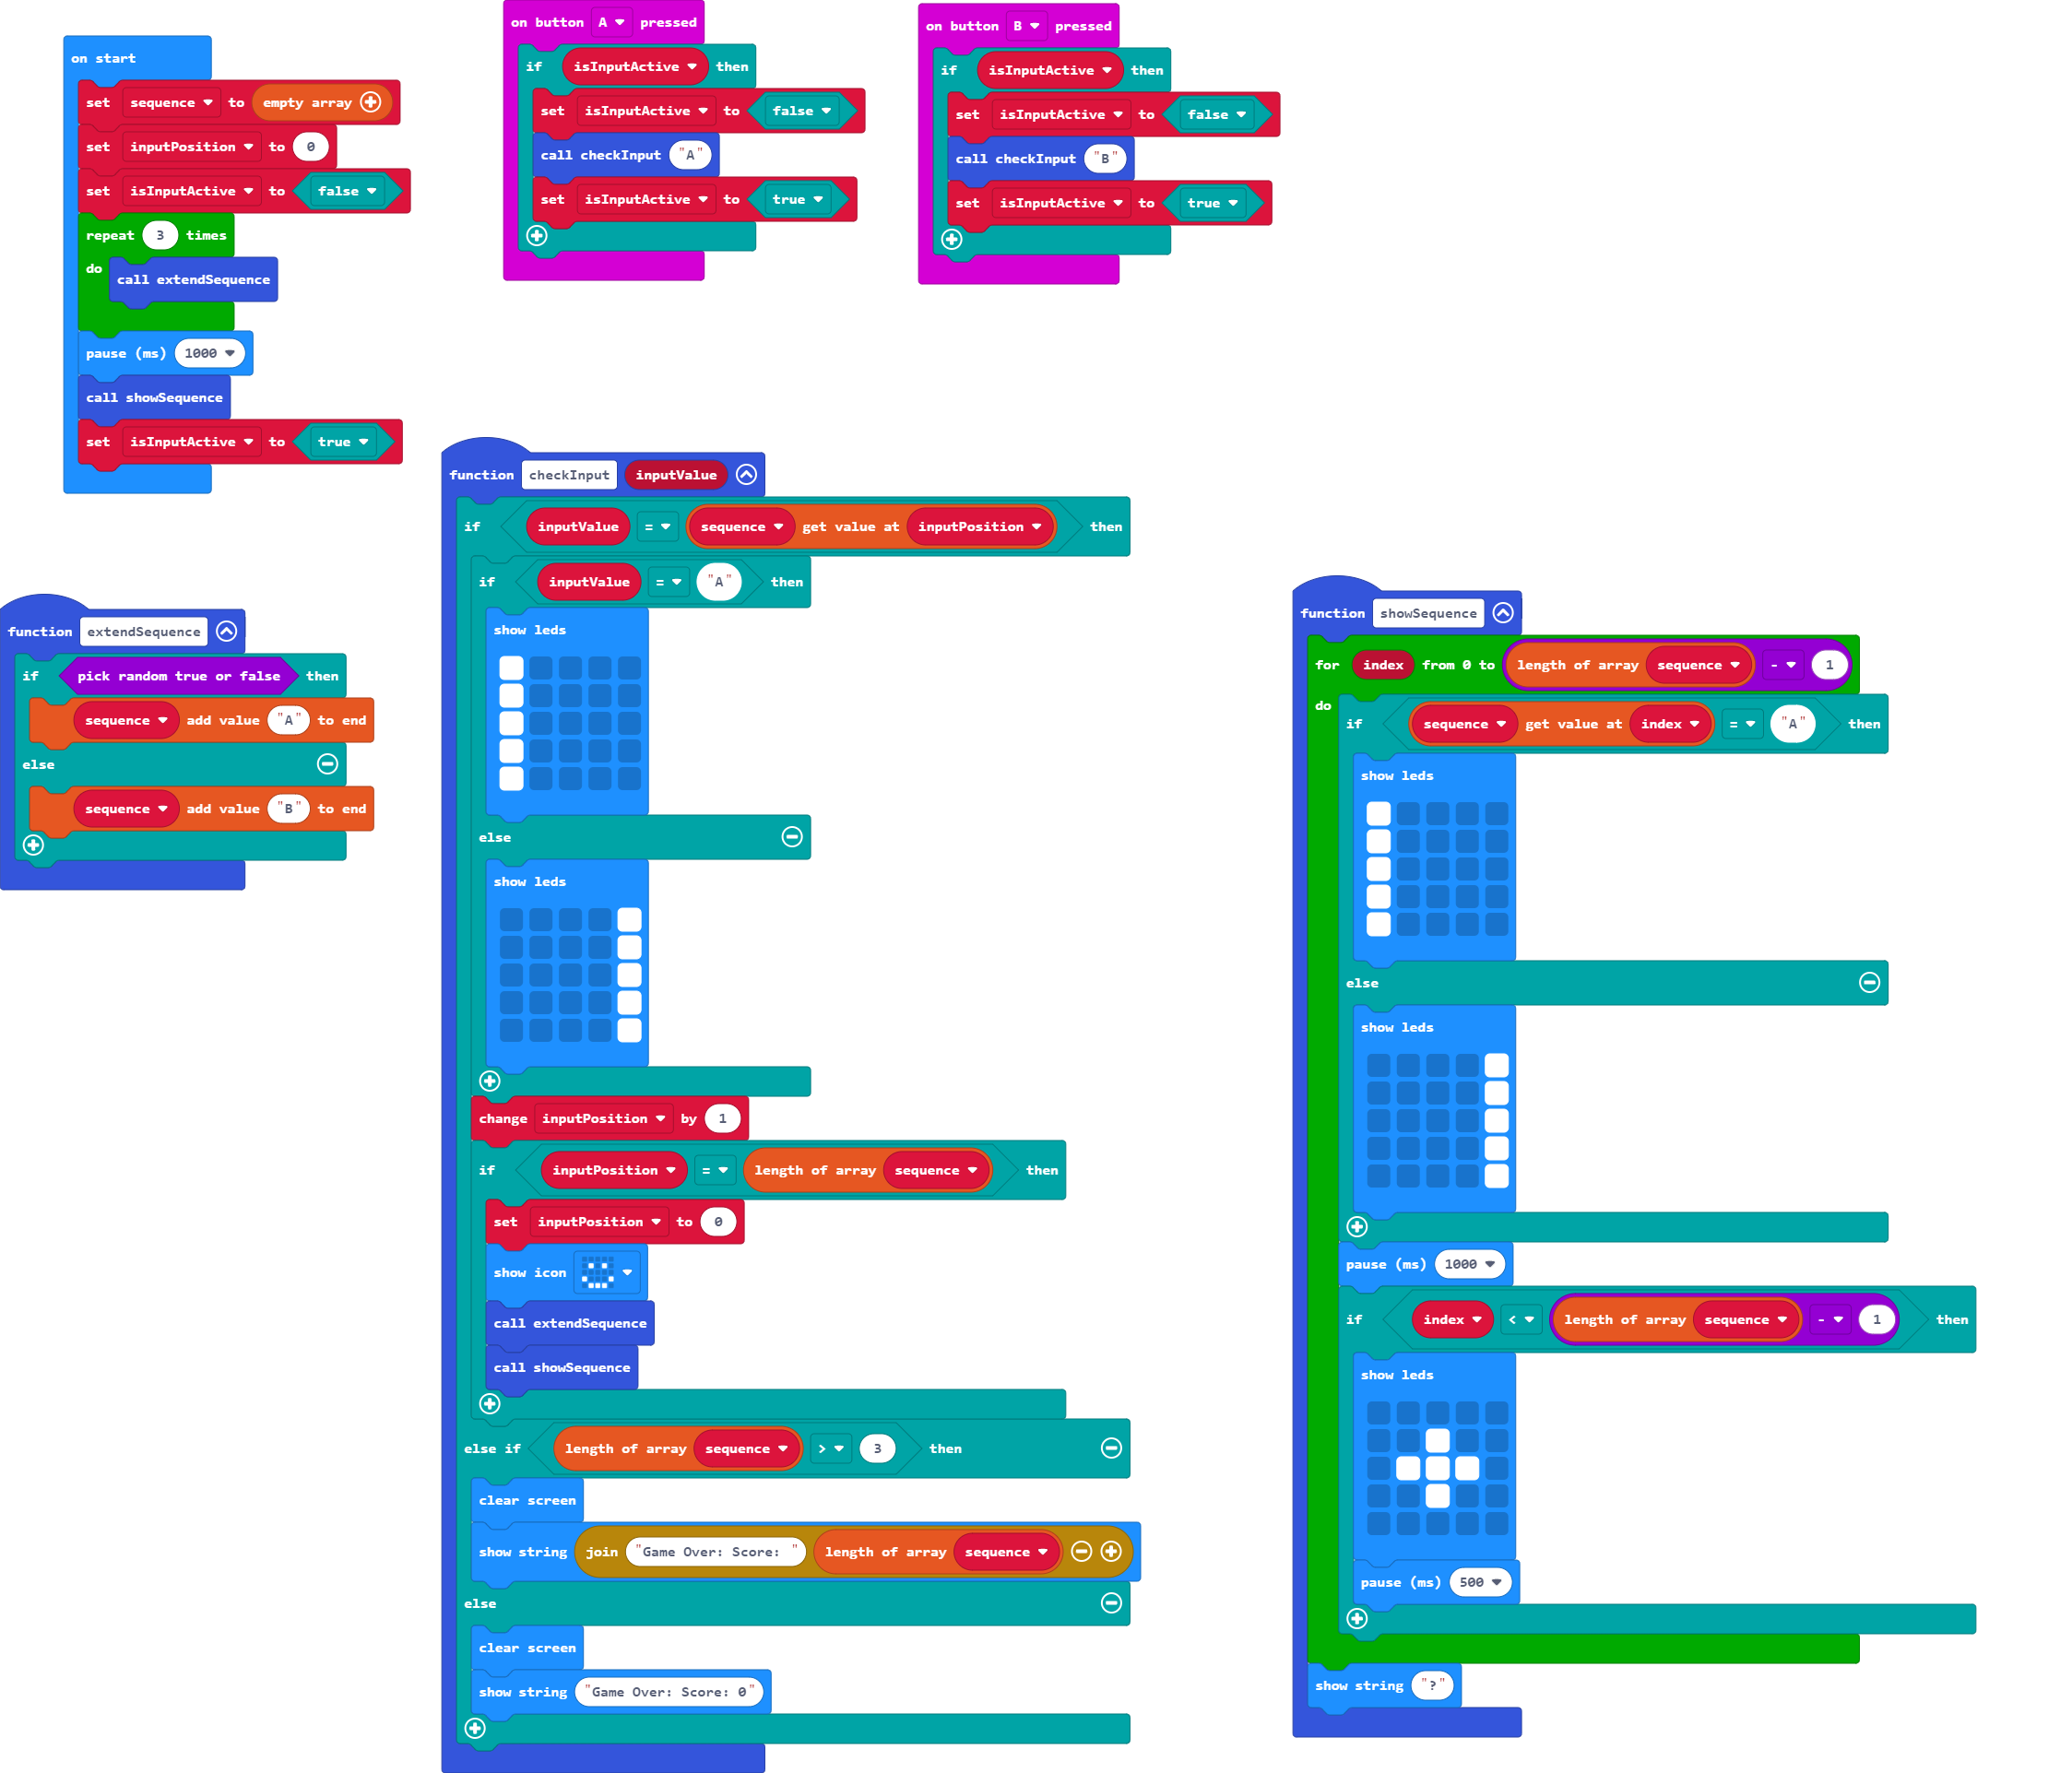 on start
set sequence to empty array
set inputPosition to 0
set isInputActive to false
repeat 3 times
do
call extendSequence
pause (ms) 1000
call showSequence
set isInputActive to true
on button A pressed
if isInputActive then
set isInputActive to false
call checkInput "A"
set isInputActive to true
on button B pressed
if isInputActive then
set isInputActive to false
call checkInput "B"
set isInputActive to true
function extendSequence
if pick random true or false then
sequence add value "A" to end
else
sequence add value "B" to end
function checkInput inputValue
if inputValue = sequence get value at inputPosition then
if inputValue = "A" then
show leds
else
show leds
change inputPosition by 1
if inputPosition = length of array sequence then
set inputPosition to 0
show icon
call extendSequence
call showSequence
else if length of array sequence > 3 then
clear screen
show string join "Game Over: Score: " length of array sequence
else
clear screen
show string "Game Over: Score: 0"
function showSequence
for index from 0 to length of array sequence - 1
do
if sequence get value at index = "A" then
show leds
else
show leds
pause (ms) 1000
if index < length of array sequence - 1 then
show leds
pause (ms) 500
show string "?"